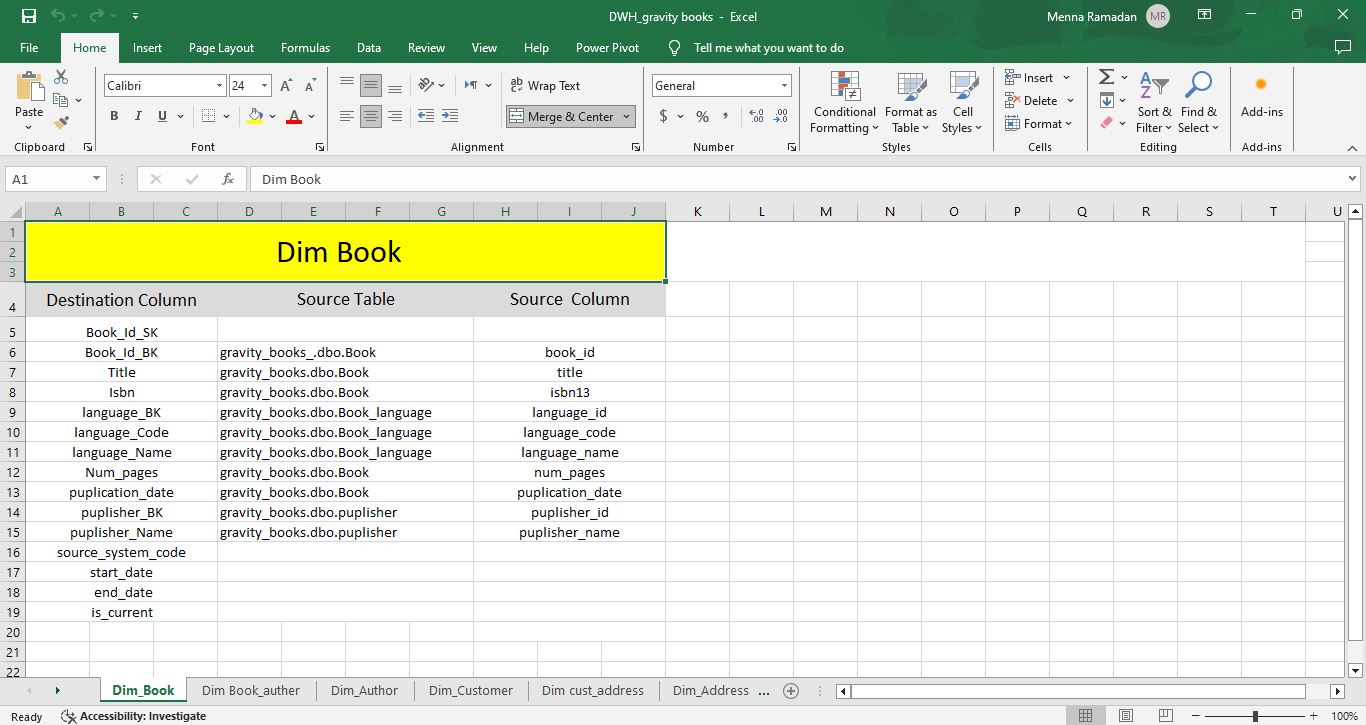 DWH_gravity books - Excel
Menna Ramadan MR
File Home Insert Page Layout Formulas Data Review View Help Power Pivot Tell me what you want to do
Paste
Clipboard
Calibri 24 A A
B I U A
Font
ab Wrap Text
Merge & Center
Alignment
General
$ % , .00 .00
Number
Conditional Formatting
Format as Table
Cell Styles
Styles
Insert
Delete
Format
Cells
Sort & Filter
Find & Select
Editing
Add-ins
Add-ins
A1 fx Dim Book
A B C D E F G H I J K L M N O P Q R S T U
1
2 Dim Book
3
4 Destination Column Source Table Source Column
5 Book_Id_SK
6 Book_Id_BK gravity_books_.dbo.Book book_id
7 Title gravity_books.dbo.Book title
8 Isbn gravity_books.dbo.Book isbn13
9 language_BK gravity_books.dbo.Book_language language_id
10 language_Code gravity_books.dbo.Book_language language_code
11 language_Name gravity_books.dbo.Book_language language_name
12 Num_pages gravity_books.dbo.Book num_pages
13 puplication_date gravity_books.dbo.Book puplication_date
14 puplisher_BK gravity_books.dbo.puplisher puplisher_id
15 puplisher_Name gravity_books.dbo.puplisher puplisher_name
16 source_system_code
17 start_date
18 end_date
19 is_current
20
21
22
Dim_Book Dim Book_auther Dim_Author Dim_Customer Dim cust_address Dim_Address ...
Ready Accessibility: Investigate 100%